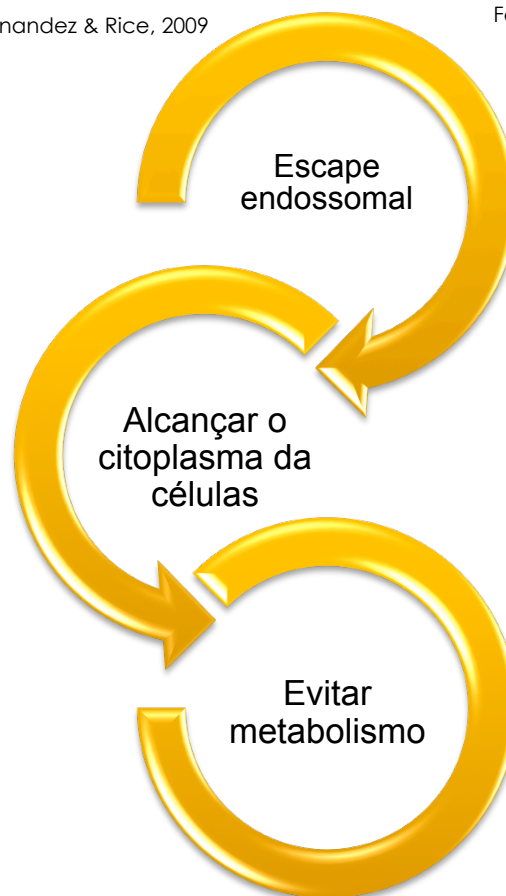 nandez & Rice, 2009
Escape
endossomal
Alcançar o
citoplasma da
células
Evitar
metabolismo